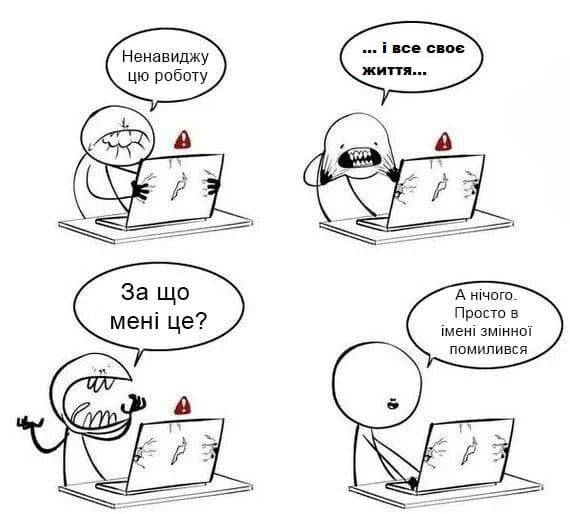 Ненавиджу
цю роботу
... і все своє
життя...
За що
мені це?
А нічого.
Просто в
імені змінної
помилився